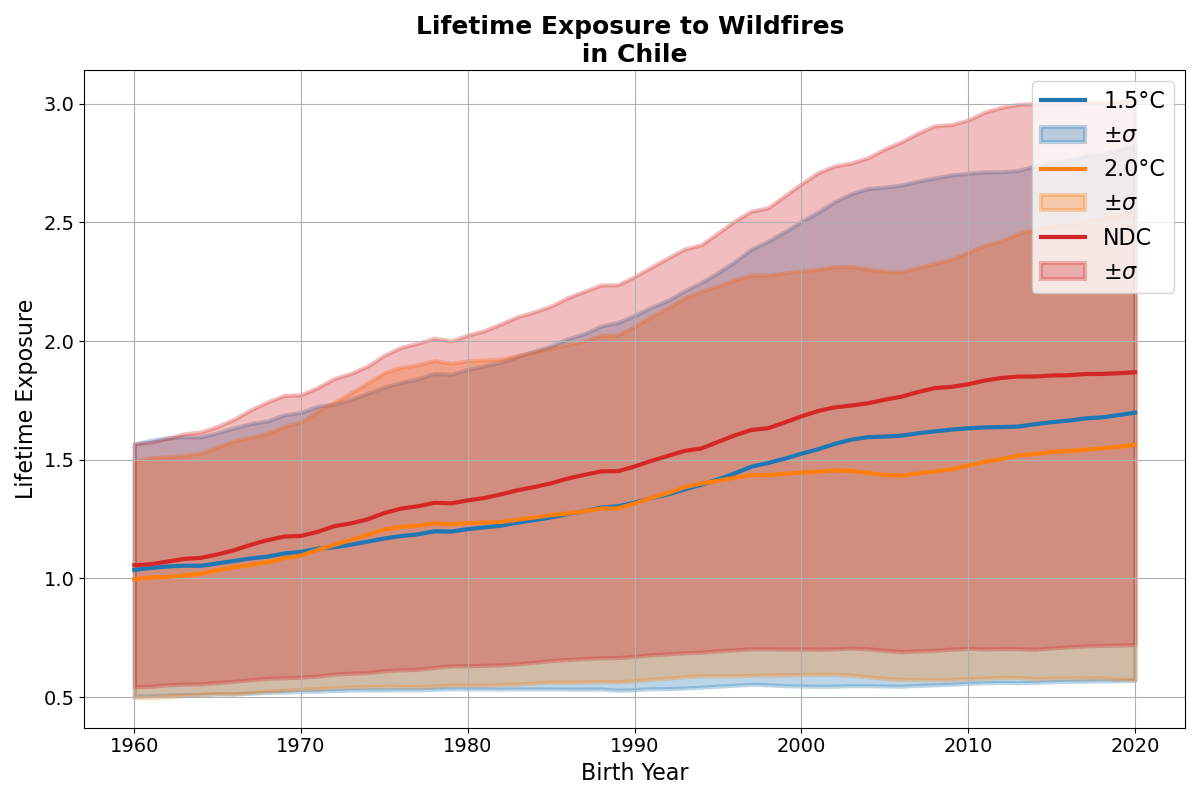 Lifetime Exposure to Wildfires
in Chile
Lifetime Exposure
3.0
2.5
2.0
1.5
1.0
0.5
1.5°C
±σ
2.0°C
±σ
NDC
±σ
1960
1970
1980
1990
2000
2010
2020
Birth Year